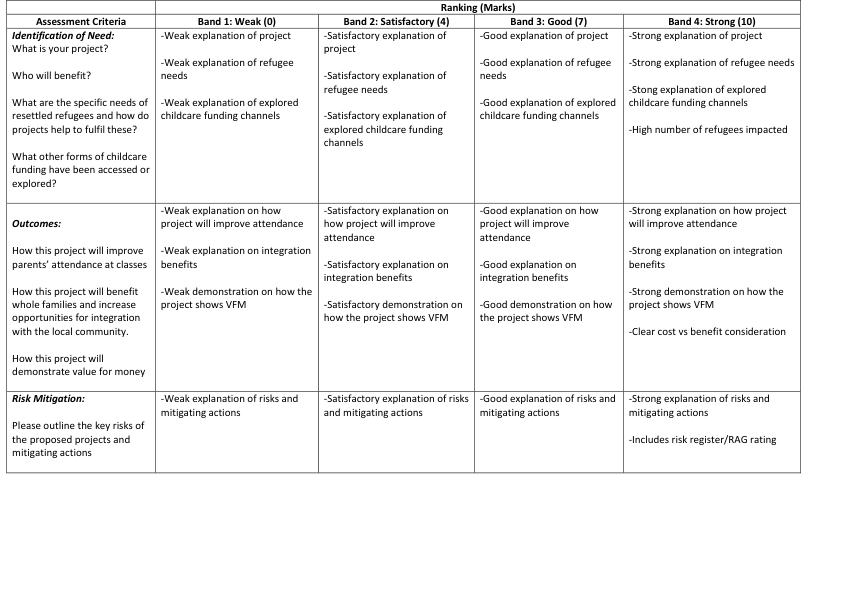 Ranking (Marks)
Assessment Criteria
Band 1: Weak (0)
Band 2: Satisfactory (4)
Band 3: Good (7)
Band 4: Strong (10)
Identification of Need:
What is your project?
Who will benefit?
What are the specific needs of
resettled refugees and how do
projects help to fulfil these?
What other forms of childcare
funding have been accessed or
explored?
-Weak explanation of project
-Weak explanation of refugee
needs
-Weak explanation of explored
childcare funding channels
-Satisfactory explanation of
project
-Satisfactory explanation of
refugee needs
-Satisfactory explanation of
explored childcare funding
channels
-Good explanation of project
-Good explanation of refugee
needs
-Good explanation of explored
childcare funding channels
-Strong explanation of project
-Strong explanation of refugee needs
-Stong explanation of explored
childcare funding channels
-High number of refugees impacted
Outcomes:
How this project will improve
parents’ attendance at classes
How this project will benefit
whole families and increase
opportunities for integration
with the local community.
How this project will
demonstrate value for money
-Weak explanation on how
project will improve attendance
-Weak explanation on integration
benefits
-Weak demonstration on how the
project shows VFM
-Satisfactory explanation on
how project will improve
attendance
-Satisfactory explanation on
integration benefits
-Satisfactory demonstration on
how the project shows VFM
-Good explanation on how
project will improve
attendance
-Good explanation on
integration benefits
-Good demonstration on how
the project shows VFM
-Strong explanation on how project
will improve attendance
-Strong explanation on integration
benefits
-Strong demonstration on how the
project shows VFM
-Clear cost vs benefit consideration
Risk Mitigation:
Please outline the key risks of
the proposed projects and
mitigating actions
-Weak explanation of risks and
mitigating actions
-Satisfactory explanation of risks
and mitigating actions
-Good explanation of risks and
mitigating actions
-Strong explanation of risks and
mitigating actions
-Includes risk register/RAG rating